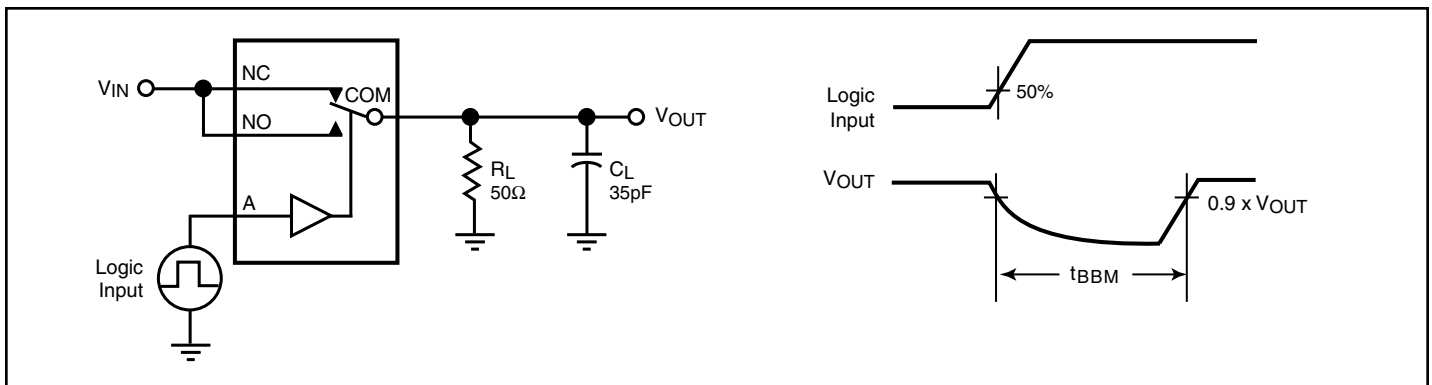 VIN
NC
COM
NO
A
Logic
Input
RL
50Ω
CL
35pF
VOUT
Logic
Input
50%
VOUT
0.9 x VOUT
tBBM